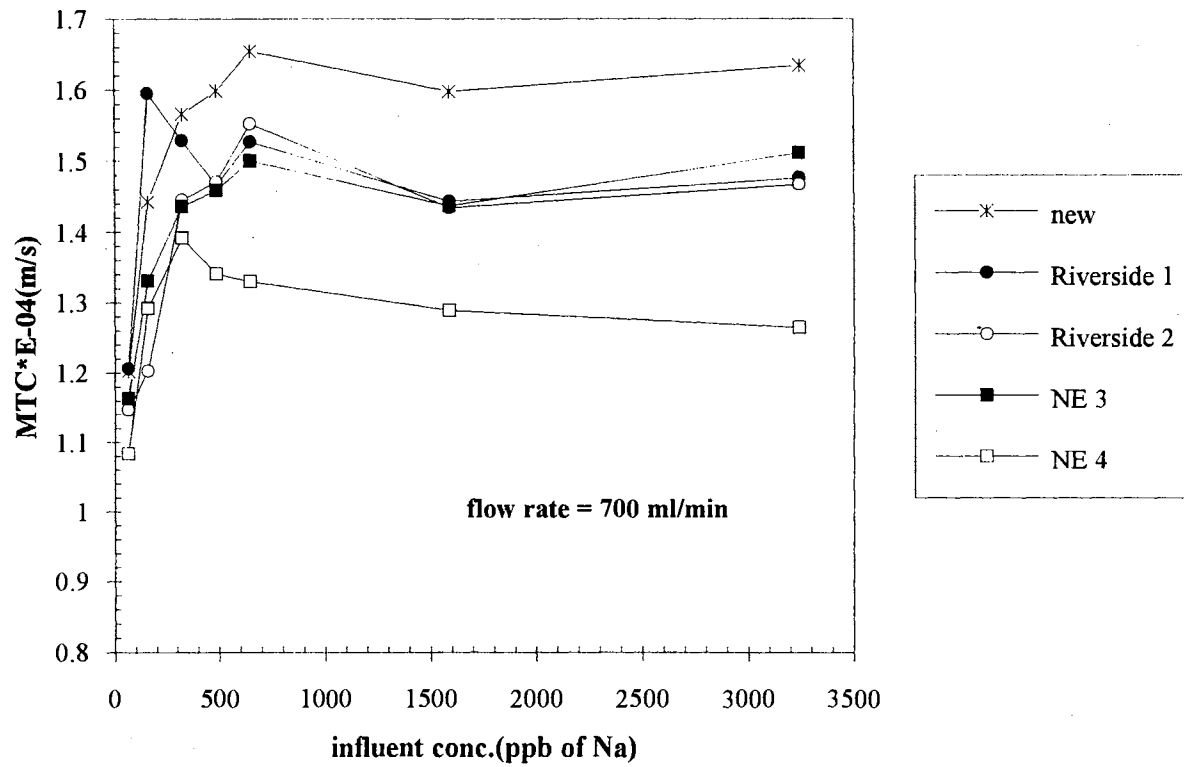 1.7
1.6
1.5
1.4
1.3
1.2
1.1
1
0.9
0.8
MTC*E-04(m/s)
flow rate = 700 ml/min
0 500 1000 1500 2000 2500 3000 3500
influent conc.(ppb of Na)
new
Riverside 1
Riverside 2
NE 3
NE 4